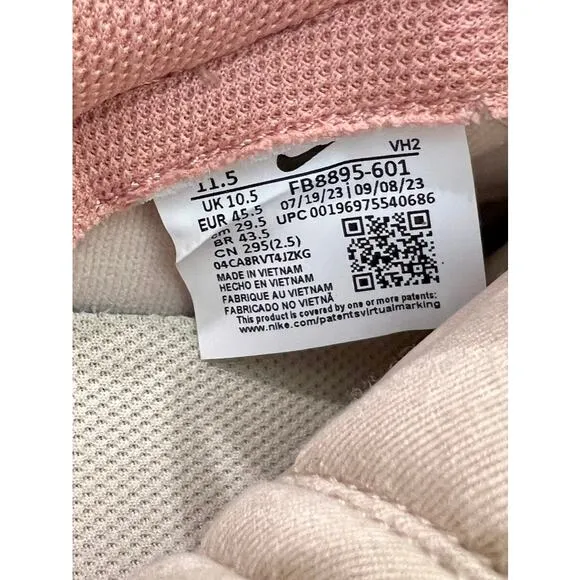 VH2
11.5 FB8895-601
UK 10.5 07/19/23 | 09/08/23
EUR 45.5 UPC 00196975540686
cm 29.5
BR 43.5
CN 295(2.5)
04CA8RVT4JZKG
MADE IN VIETNAM
HECHO EN VIETNAM
FABRIQUE AU VIETNAM
FABRICADO NO VIETNÃ
This product is covered by one or more patents:
www.nike.com/patentsvirtualmarking